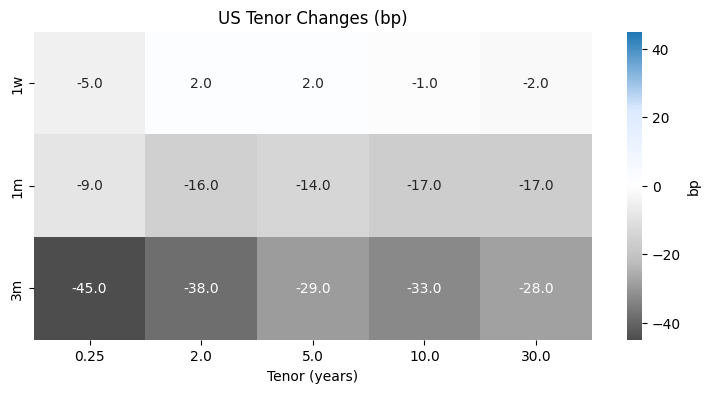 US Tenor Changes (bp)
1w
-5.0 2.0 2.0 -1.0 -2.0
1m
-9.0 -16.0 -14.0 -17.0 -17.0
3m
-45.0 -38.0 -29.0 -33.0 -28.0
0.25 2.0 5.0 10.0 30.0
Tenor (years)
40
20
0
−20
−40
bp